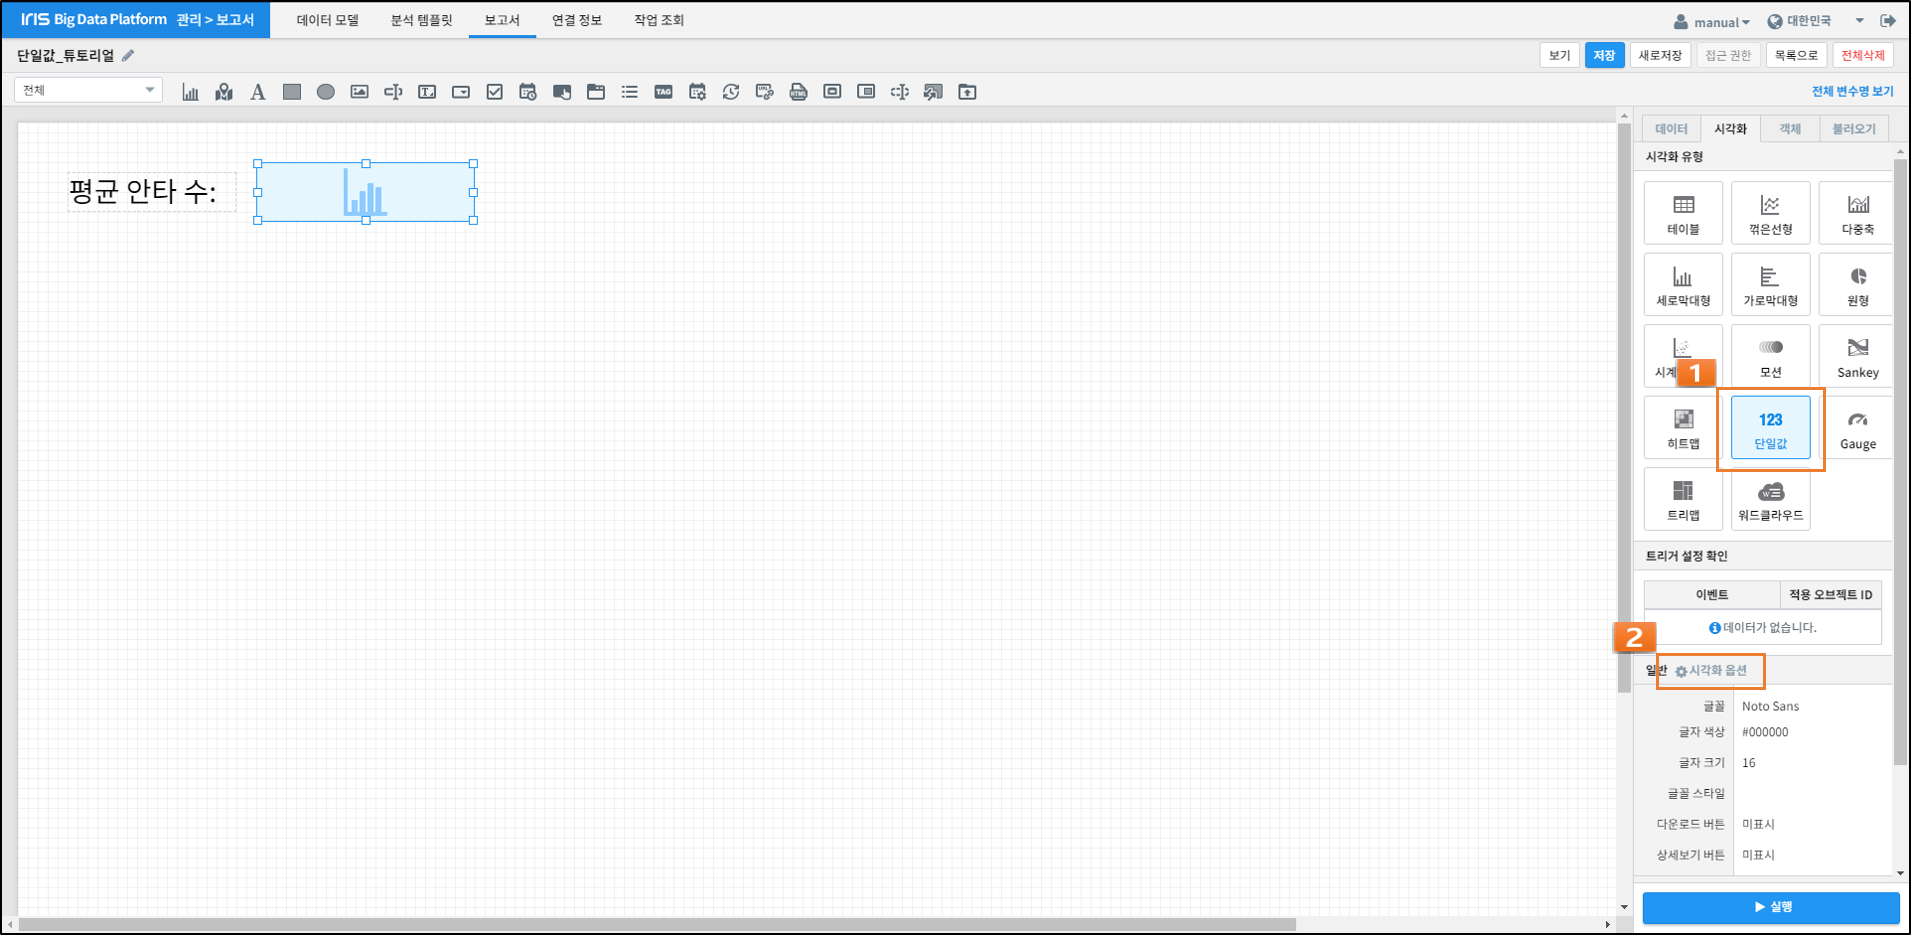 IRIS Big Data Platform 관리 > 보고서 데이터 모델 분석 템플릿 보고서 연결 정보 작업 조회 manual 대한민국
단일값_튜토리얼 보기 저장 새로저장 접근 권한 목록으로 전체삭제
전체 전체 변수명 보기
데이터 시각화 객체 불러오기
시각화 유형
평균 안타 수:
테이블 꺾은선형 다중축
세로막대형 가로막대형 원형
시계 모션 Sankey
1
123
히트맵 단일값 Gauge
트리맵 워드클라우드
트리거 설정 확인
이벤트 적용 오브젝트 ID
데이터가 없습니다.
2
일반 시각화 옵션
글꼴 Noto Sans
글자 색상 #000000
글자 크기 16
글꼴 스타일
다운로드 버튼 미표시
상세보기 버튼 미표시
실행